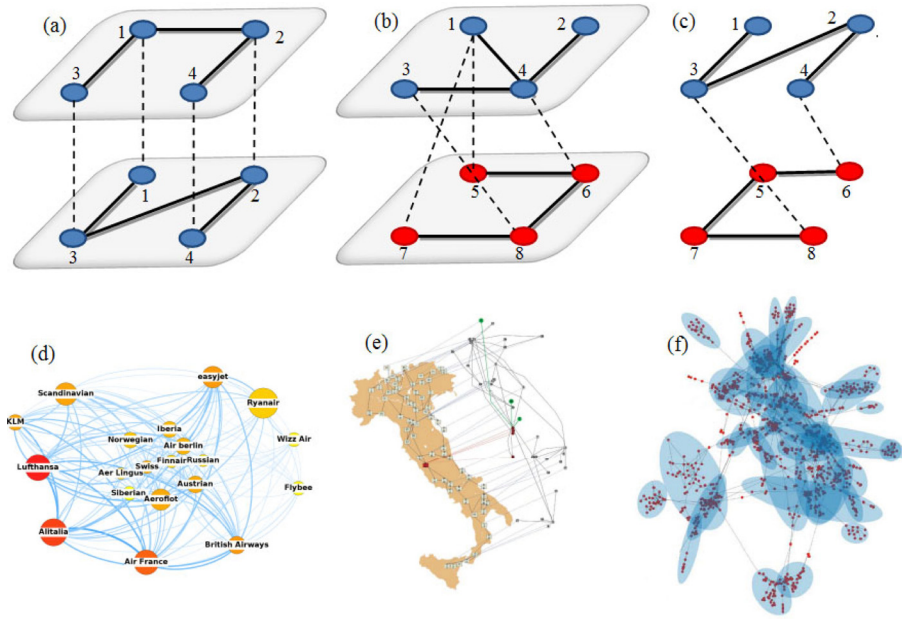 (a)
1
2
3
4
1
2
3
4
(b)
1
2
3
4
5
6
7
8
(c)
1
2
3
4
5
6
7
8
(d)
easyjet
Scandinavian
Ryanair
KLM
Iberia
Norwegian
Air berlin
Wizz Air
Lufthansa
Swiss
Finnair
Russian
Aer Lingus
Austrian
Flybee
Siberian
Aeroflot
Alitalia
British Airways
Air France
(e)
(f)